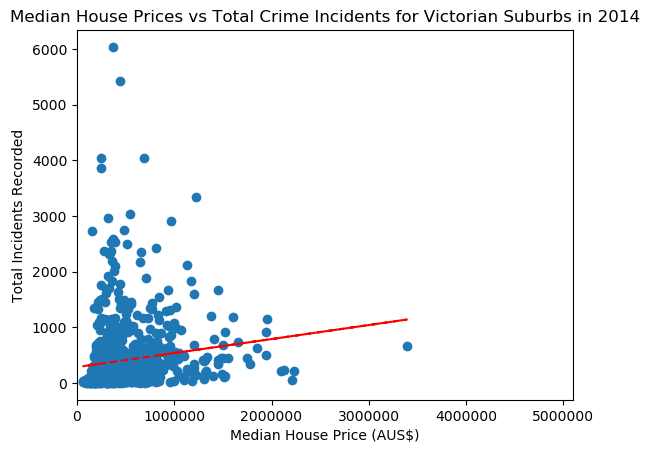 Median House Prices vs Total Crime Incidents for Victorian Suburbs in 2014
6000
5000
4000
3000
2000
1000
0
Total Incidents Recorded
0 1000000 2000000 3000000 4000000 5000000
Median House Price (AUS$)